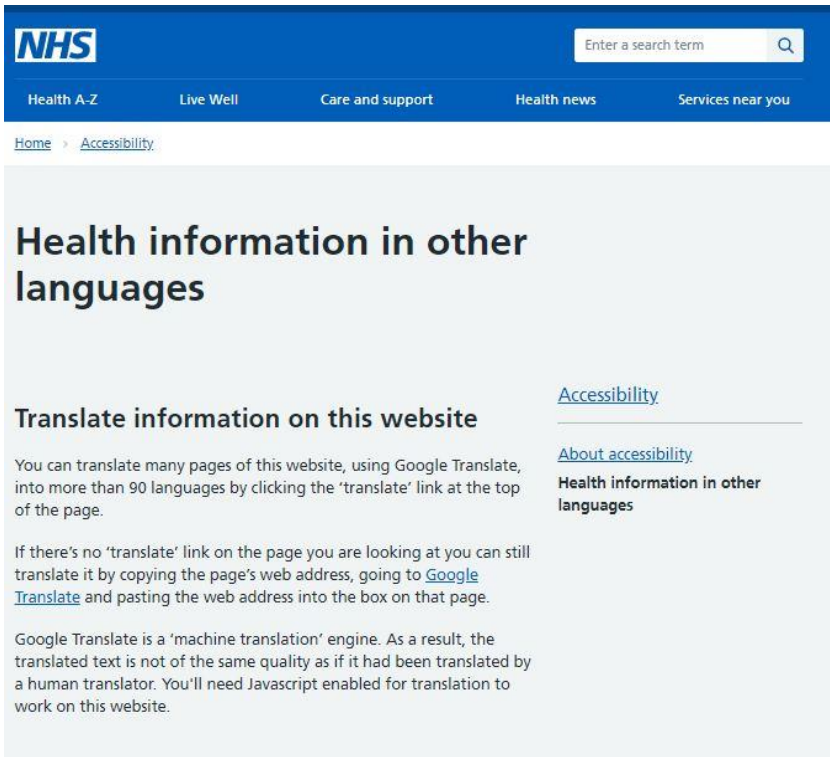 NHS
Enter a search term
Health A-Z Live Well Care and support Health news Services near you
Home › Accessibility
Health information in other
languages
Translate information on this website
You can translate many pages of this website, using Google Translate,
into more than 90 languages by clicking the ‘translate’ link at the top
of the page.
If there’s no ‘translate’ link on the page you are looking at you can still
translate it by copying the page’s web address, going to Google
Translate and pasting the web address into the box on that page.
Google Translate is a ‘machine translation’ engine. As a result, the
translated text is not of the same quality as if it had been translated by
a human translator. You'll need Javascript enabled for translation to
work on this website.
Accessibility
About accessibility
Health information in other
languages